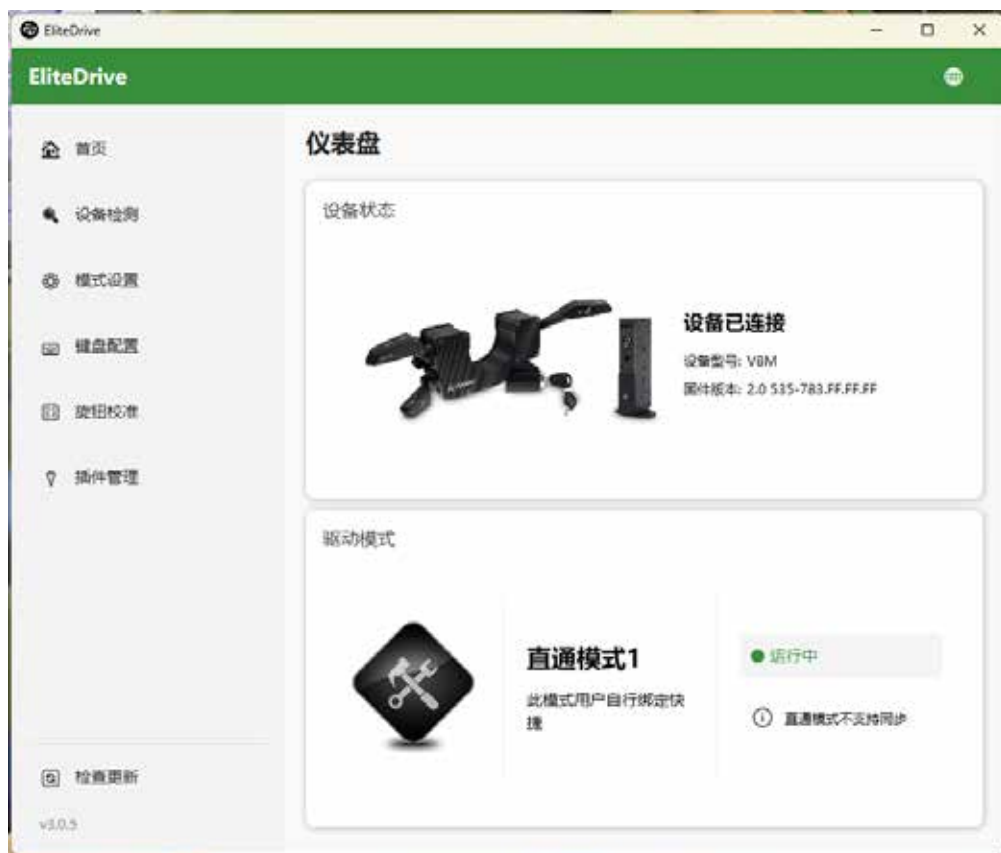 EliteDrive
EliteDrive
首页
设备检测
模式设置
键盘配置
旋钮校准
插件管理
检查更新
v3.0.5
仪表盘
设备状态
设备已连接
设备型号: VBM
固件版本: 2.0 535-783.FF.FF.FF
驱动模式
直通模式1
此模式用户自行绑定快
捷
运行中
直通模式不支持同步